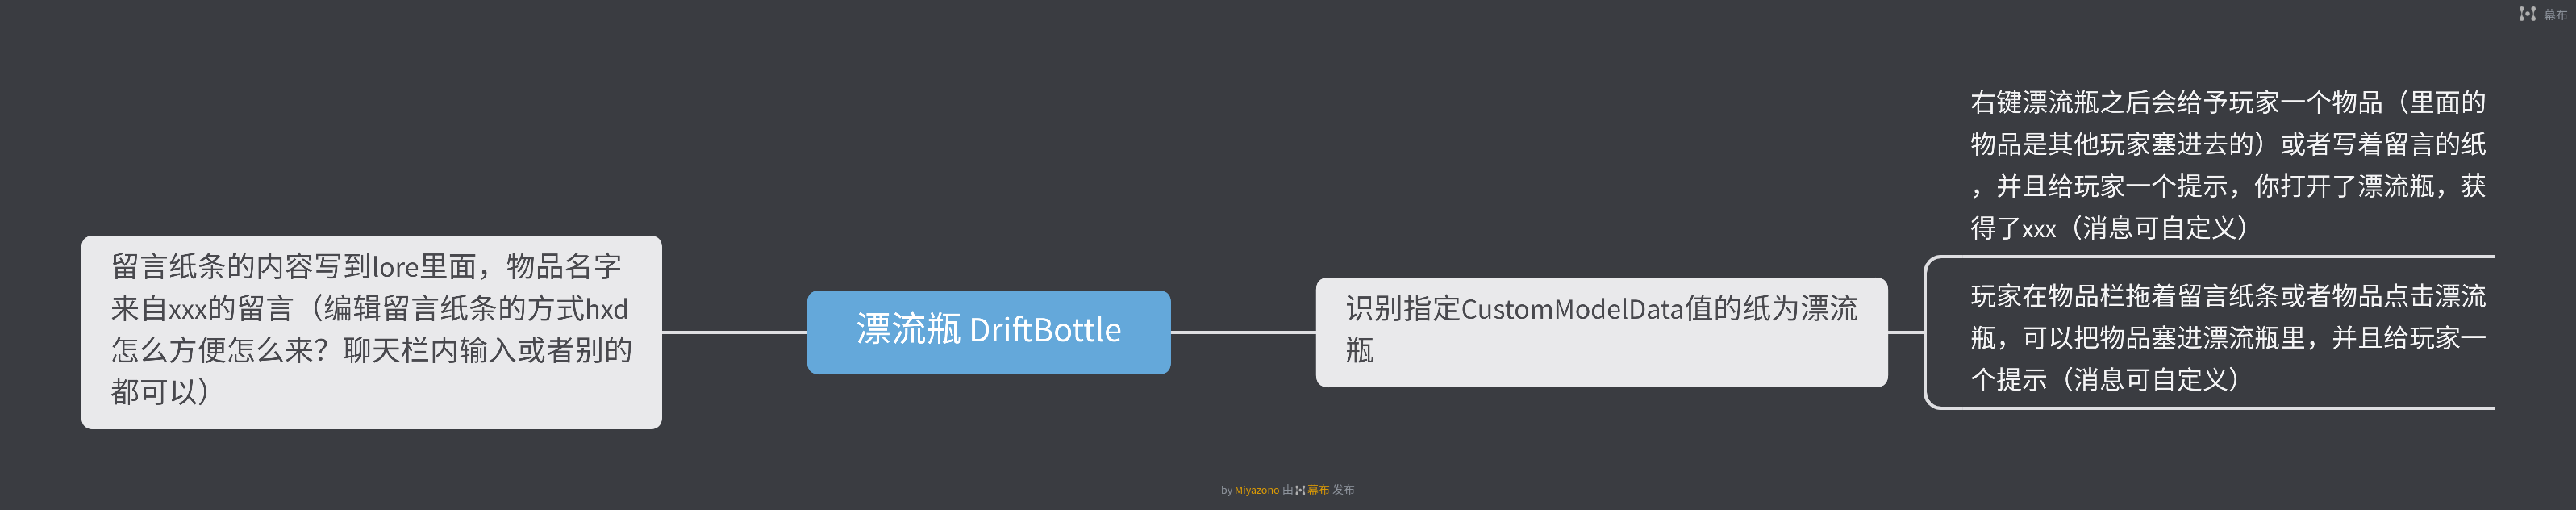 幕布
右键漂流瓶之后会给予玩家一个物品（里面的
物品是其他玩家塞进去的）或者写着留言的纸
，并且给玩家一个提示，你打开了漂流瓶，获
得了xxx（消息可自定义）
留言纸条的内容写到lore里面，物品名字
来自xxx的留言（编辑留言纸条的方式hxd
怎么方便怎么来？聊天栏内输入或者别的
都可以）
漂流瓶 DriftBottle
识别指定CustomModelData值的纸为漂流
瓶
玩家在物品栏拖着留言纸条或者物品点击漂流
瓶，可以把物品塞进漂流瓶里，并且给玩家一
个提示（消息可自定义）
by Miyazono 由 幕布 发布